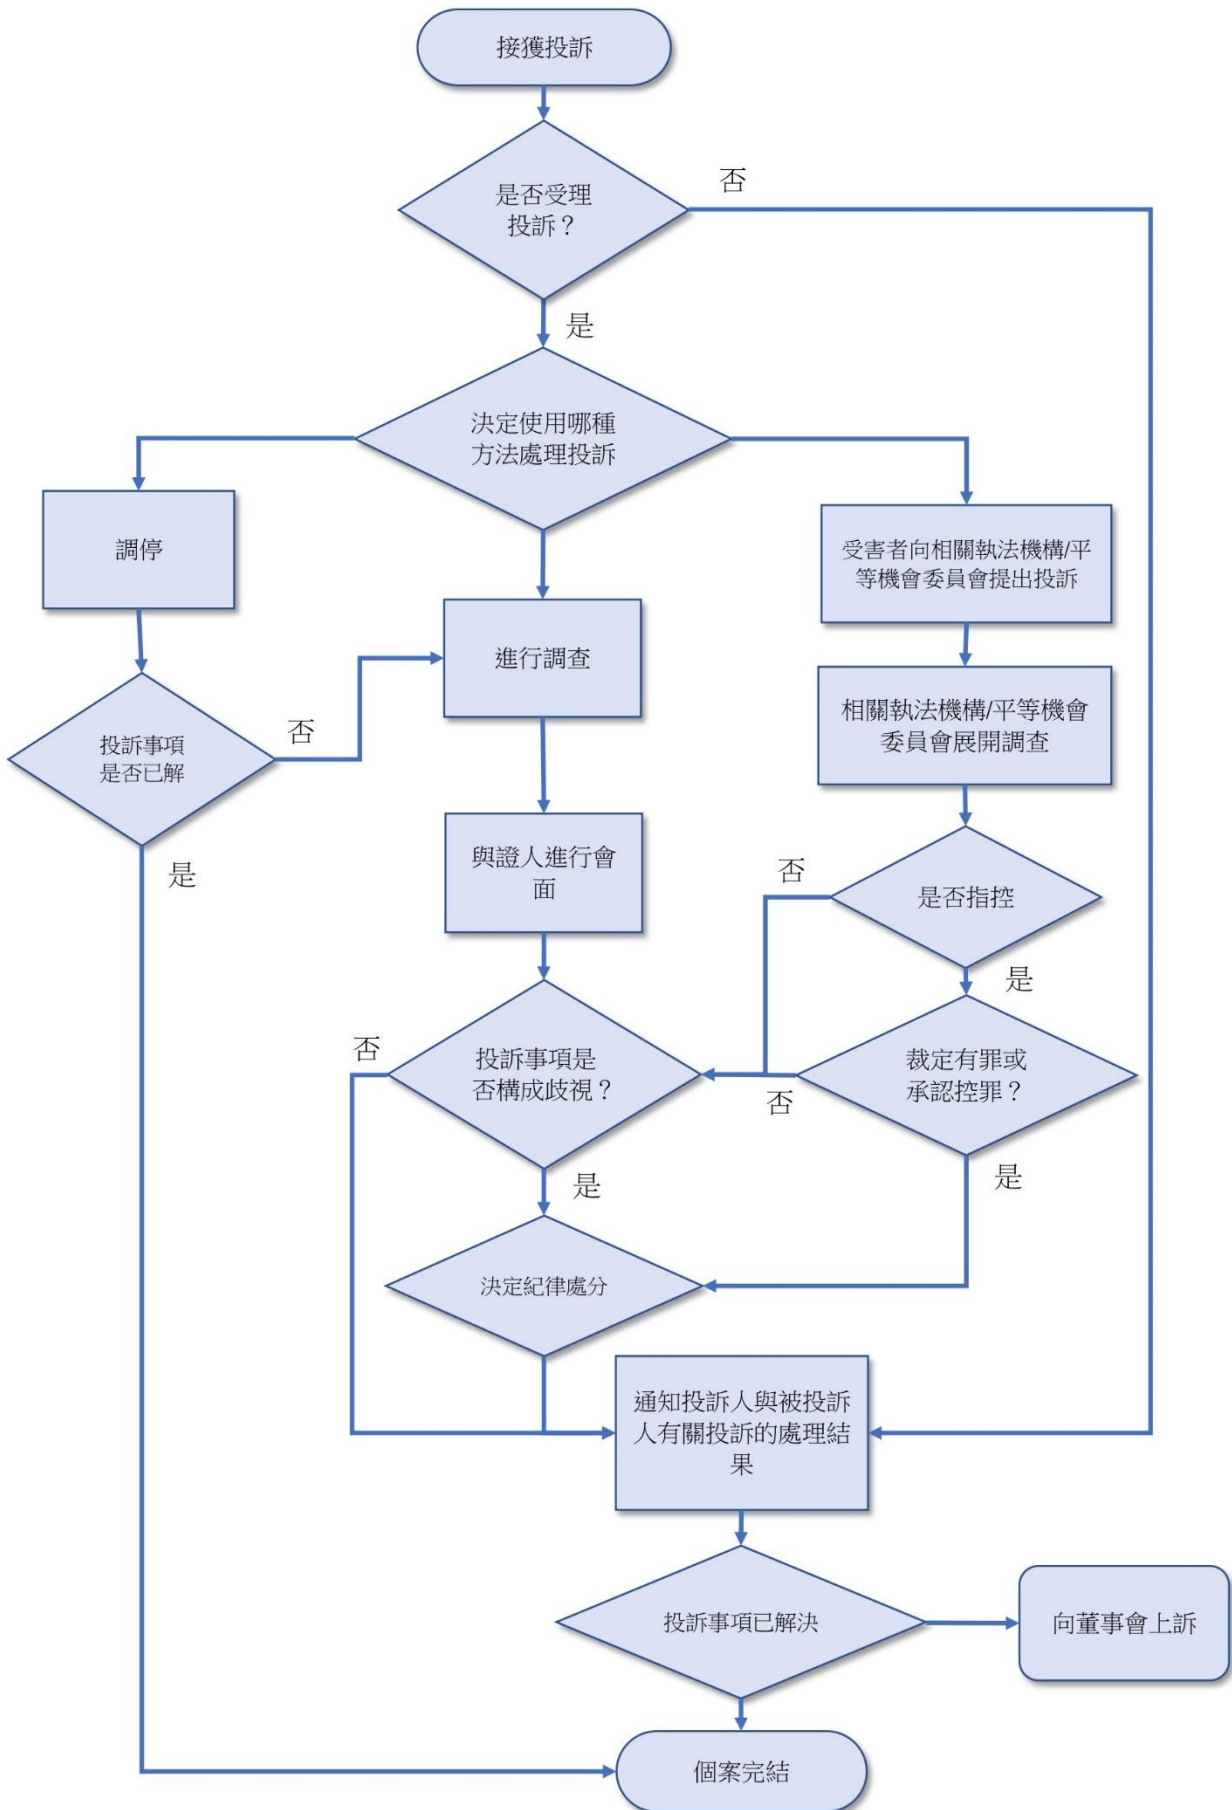 接獲投訴
是否受理
投訴？
否
是
決定使用哪種
方法處理投訴
調停
受害者向相關執法機構/平
等機會委員會提出投訴
進行調查
相關執法機構/平等機會
委員會展開調查
投訴事項
是否已解
否
是
與證人進行會
面
是否指控
否
是
投訴事項是
否構成歧視？
否
是
裁定有罪或
承認控罪？
否
是
決定紀律處分
通知投訴人與被投訴
人有關投訴的處理結
果
投訴事項已解決
向董事會上訴
個案完結